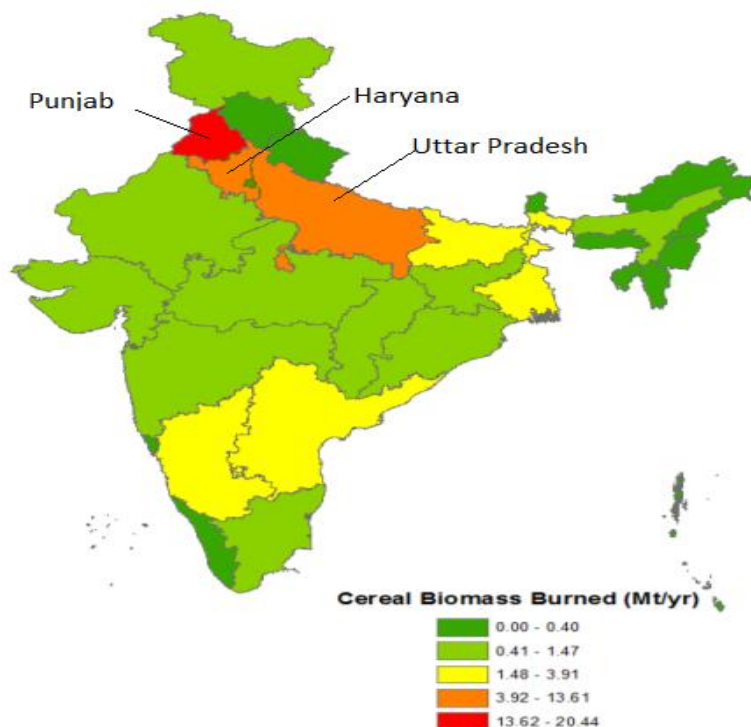 Punjab
Haryana
Uttar Pradesh
Cereal Biomass Burned (Mt/yr)
0.00 - 0.40
0.41 - 1.47
1.48 - 3.91
3.92 - 13.61
13.62 - 20.44